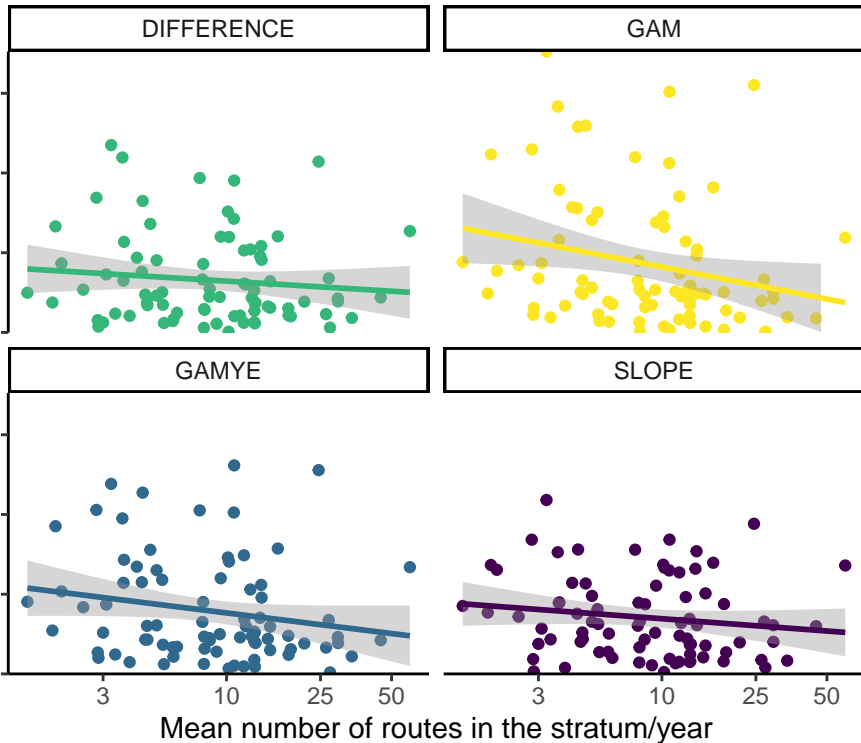 DIFFERENCE GAM
GAMYE SLOPE
3 10 25 50 3 10 25 50
Mean number of routes in the stratum/year